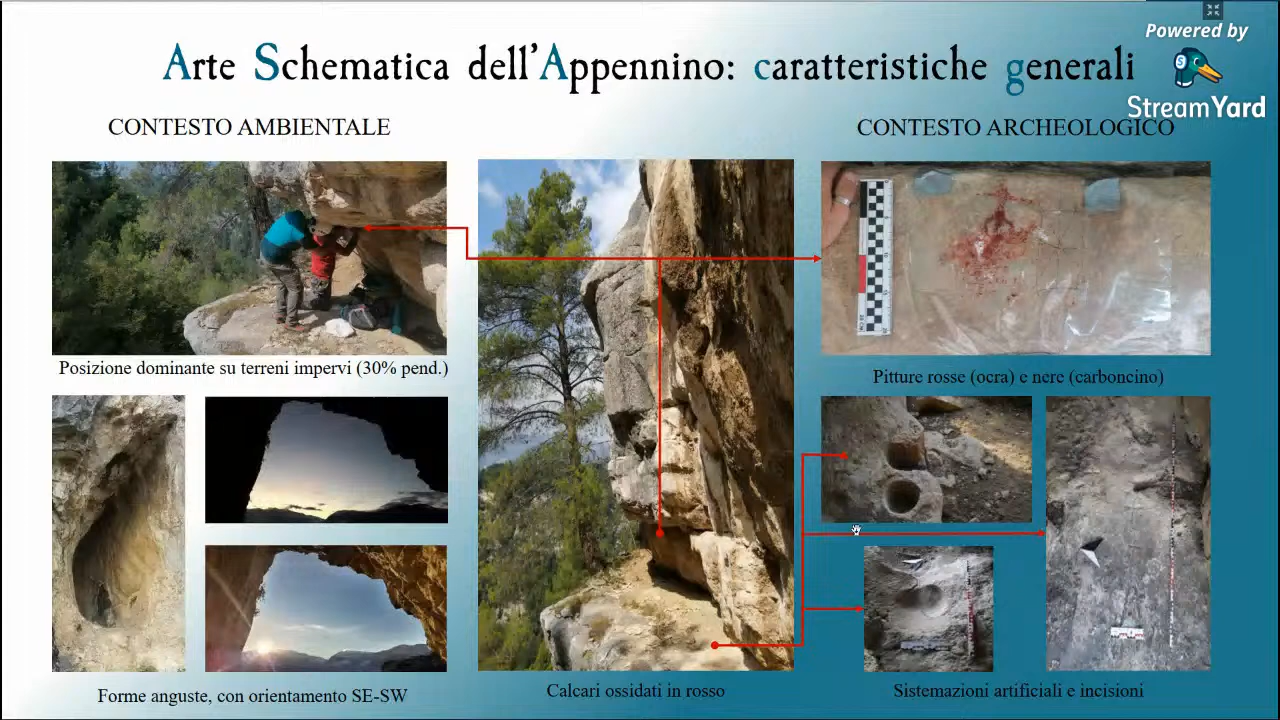 Powered by
StreamYard
Arte Schematica dell'Appennino: caratteristiche generali
CONTESTO AMBIENTALE
CONTESTO ARCHEOLOGICO
Posizione dominante su terreni impervi (30% pend.)
Pitture rosse (ocra) e nere (carboncino)
Forme anguste, con orientamento SE-SW
Calcari ossidati in rosso
Sistemazioni artificiali e incisioni